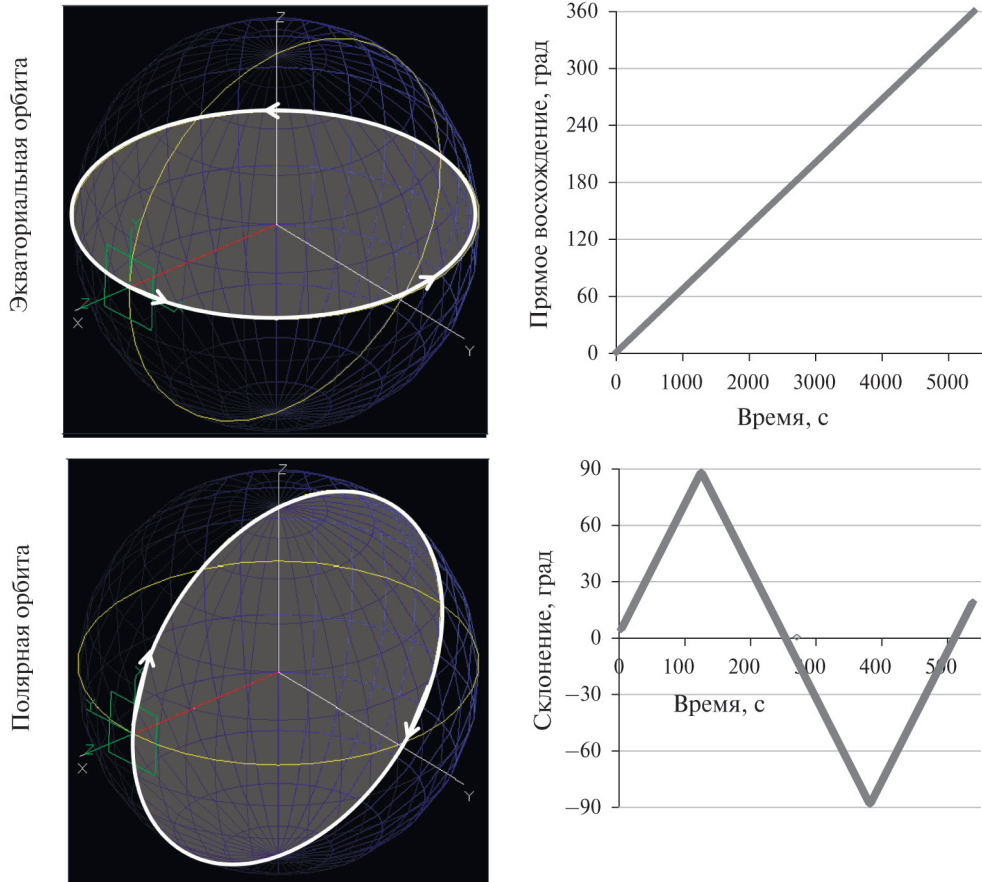 Экваториальная орбита
Z
Y
Z
X
Y
Прямое восхождение, град
360
300
240
180
120
60
0
0 1000 2000 3000 4000 5000
Время, с
Полярная орбита
Z
Y
Y
Z
X
Y
Склонение, град
90
60
30
0
−30
−60
−90
0 100 200 300 400 500
Время, с